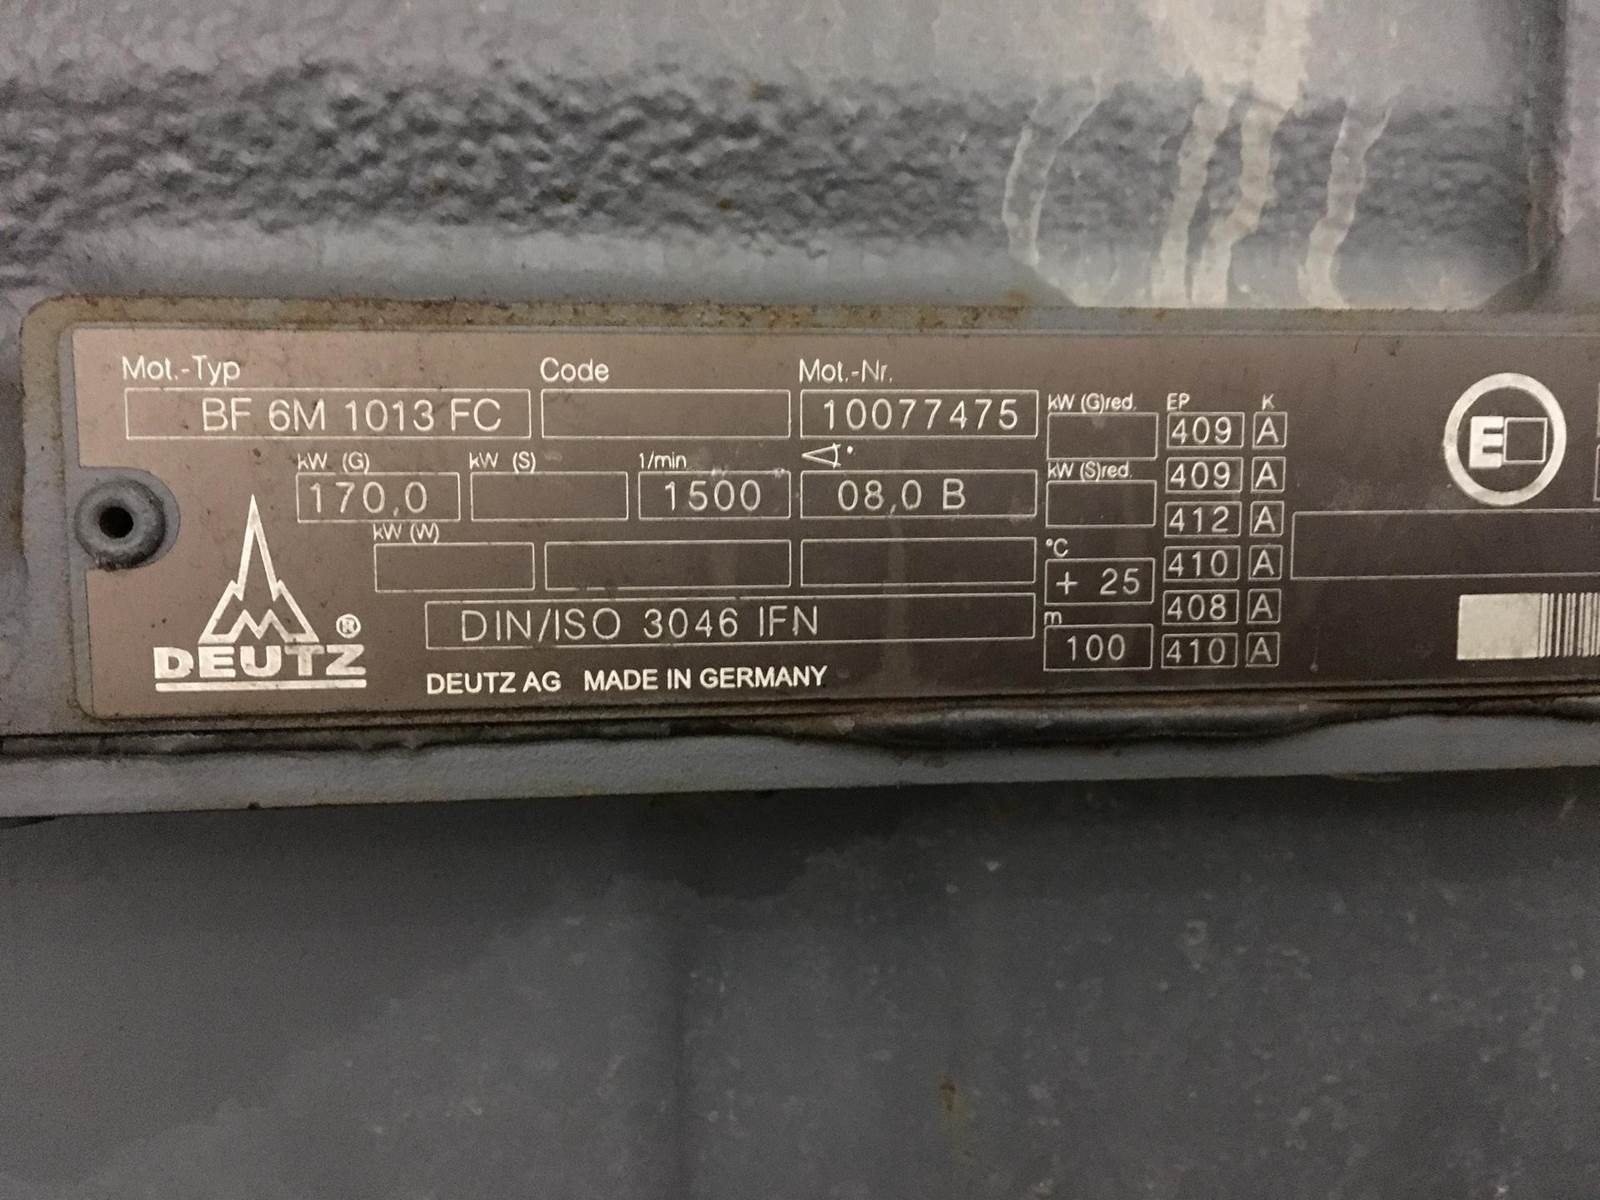 Mot.-Typ Code Mot.-Nr.
BF 6M 1013 FC 10077475 kW (G)red. EP K
409 A
kW (G) kW (S) 1/min ∢° kW (S)red. 409 A
170,0 1500 08,0 B 412 A
kW (W) °C 410 A
+ 25 408 A
DIN/ISO 3046 IFN m 100 410 A
DEUTZ ®
DEUTZ AG MADE IN GERMANY
E